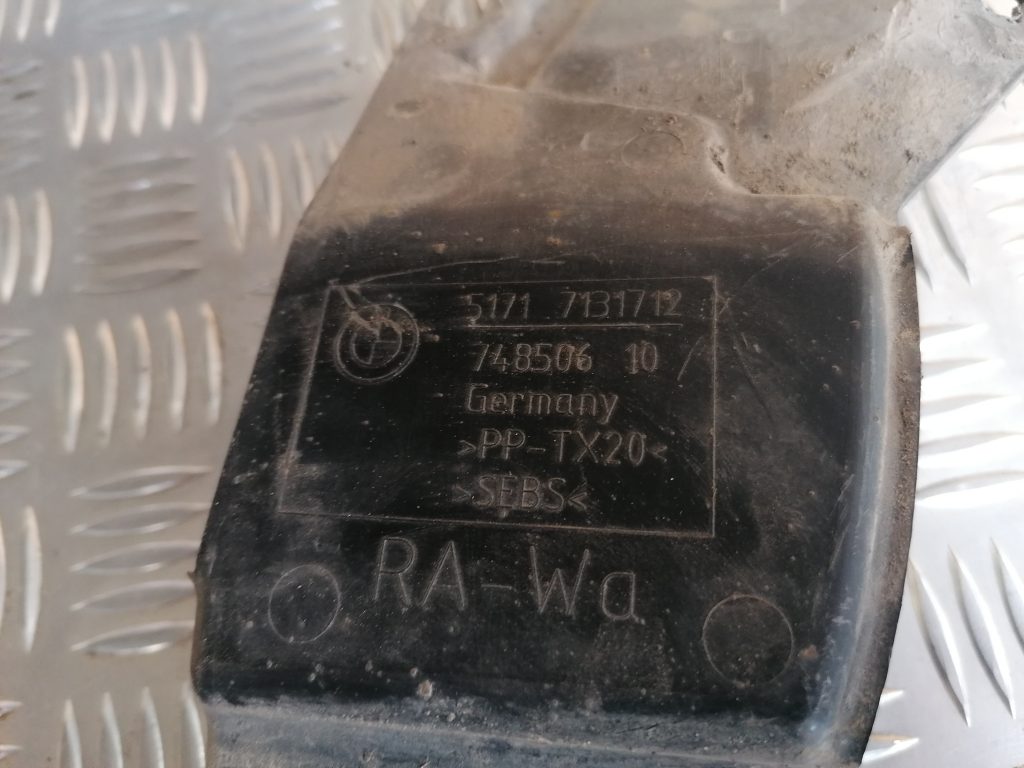 5171 7131712
748506 10
Germany
>PP-TX20<
>SEBS<
RA-Wa